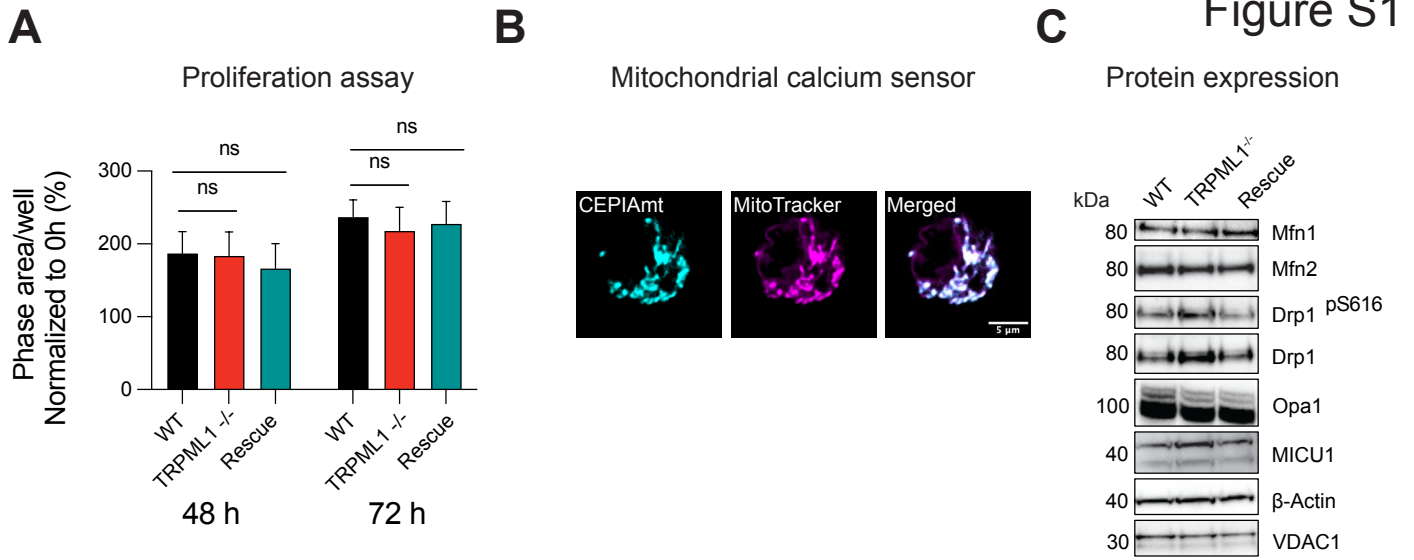 Figure S1
A
B
C
Proliferation assay
Mitochondrial calcium sensor
Protein expression
Phase area/well
Normalized to 0h (%)
300
200
100
0
ns
ns
ns
ns
WT
TRPML1 -/-
Rescue
WT
TRPML1 -/-
Rescue
48 h
72 h
CEPIAmt
MitoTracker
Merged
5 µm
kDa
WT
TRPML1-/-
Rescue
80 Mfn1
80 Mfn2
80 Drp1 pS616
80 Drp1
100 Opa1
40 MICU1
40 β-Actin
30 VDAC1